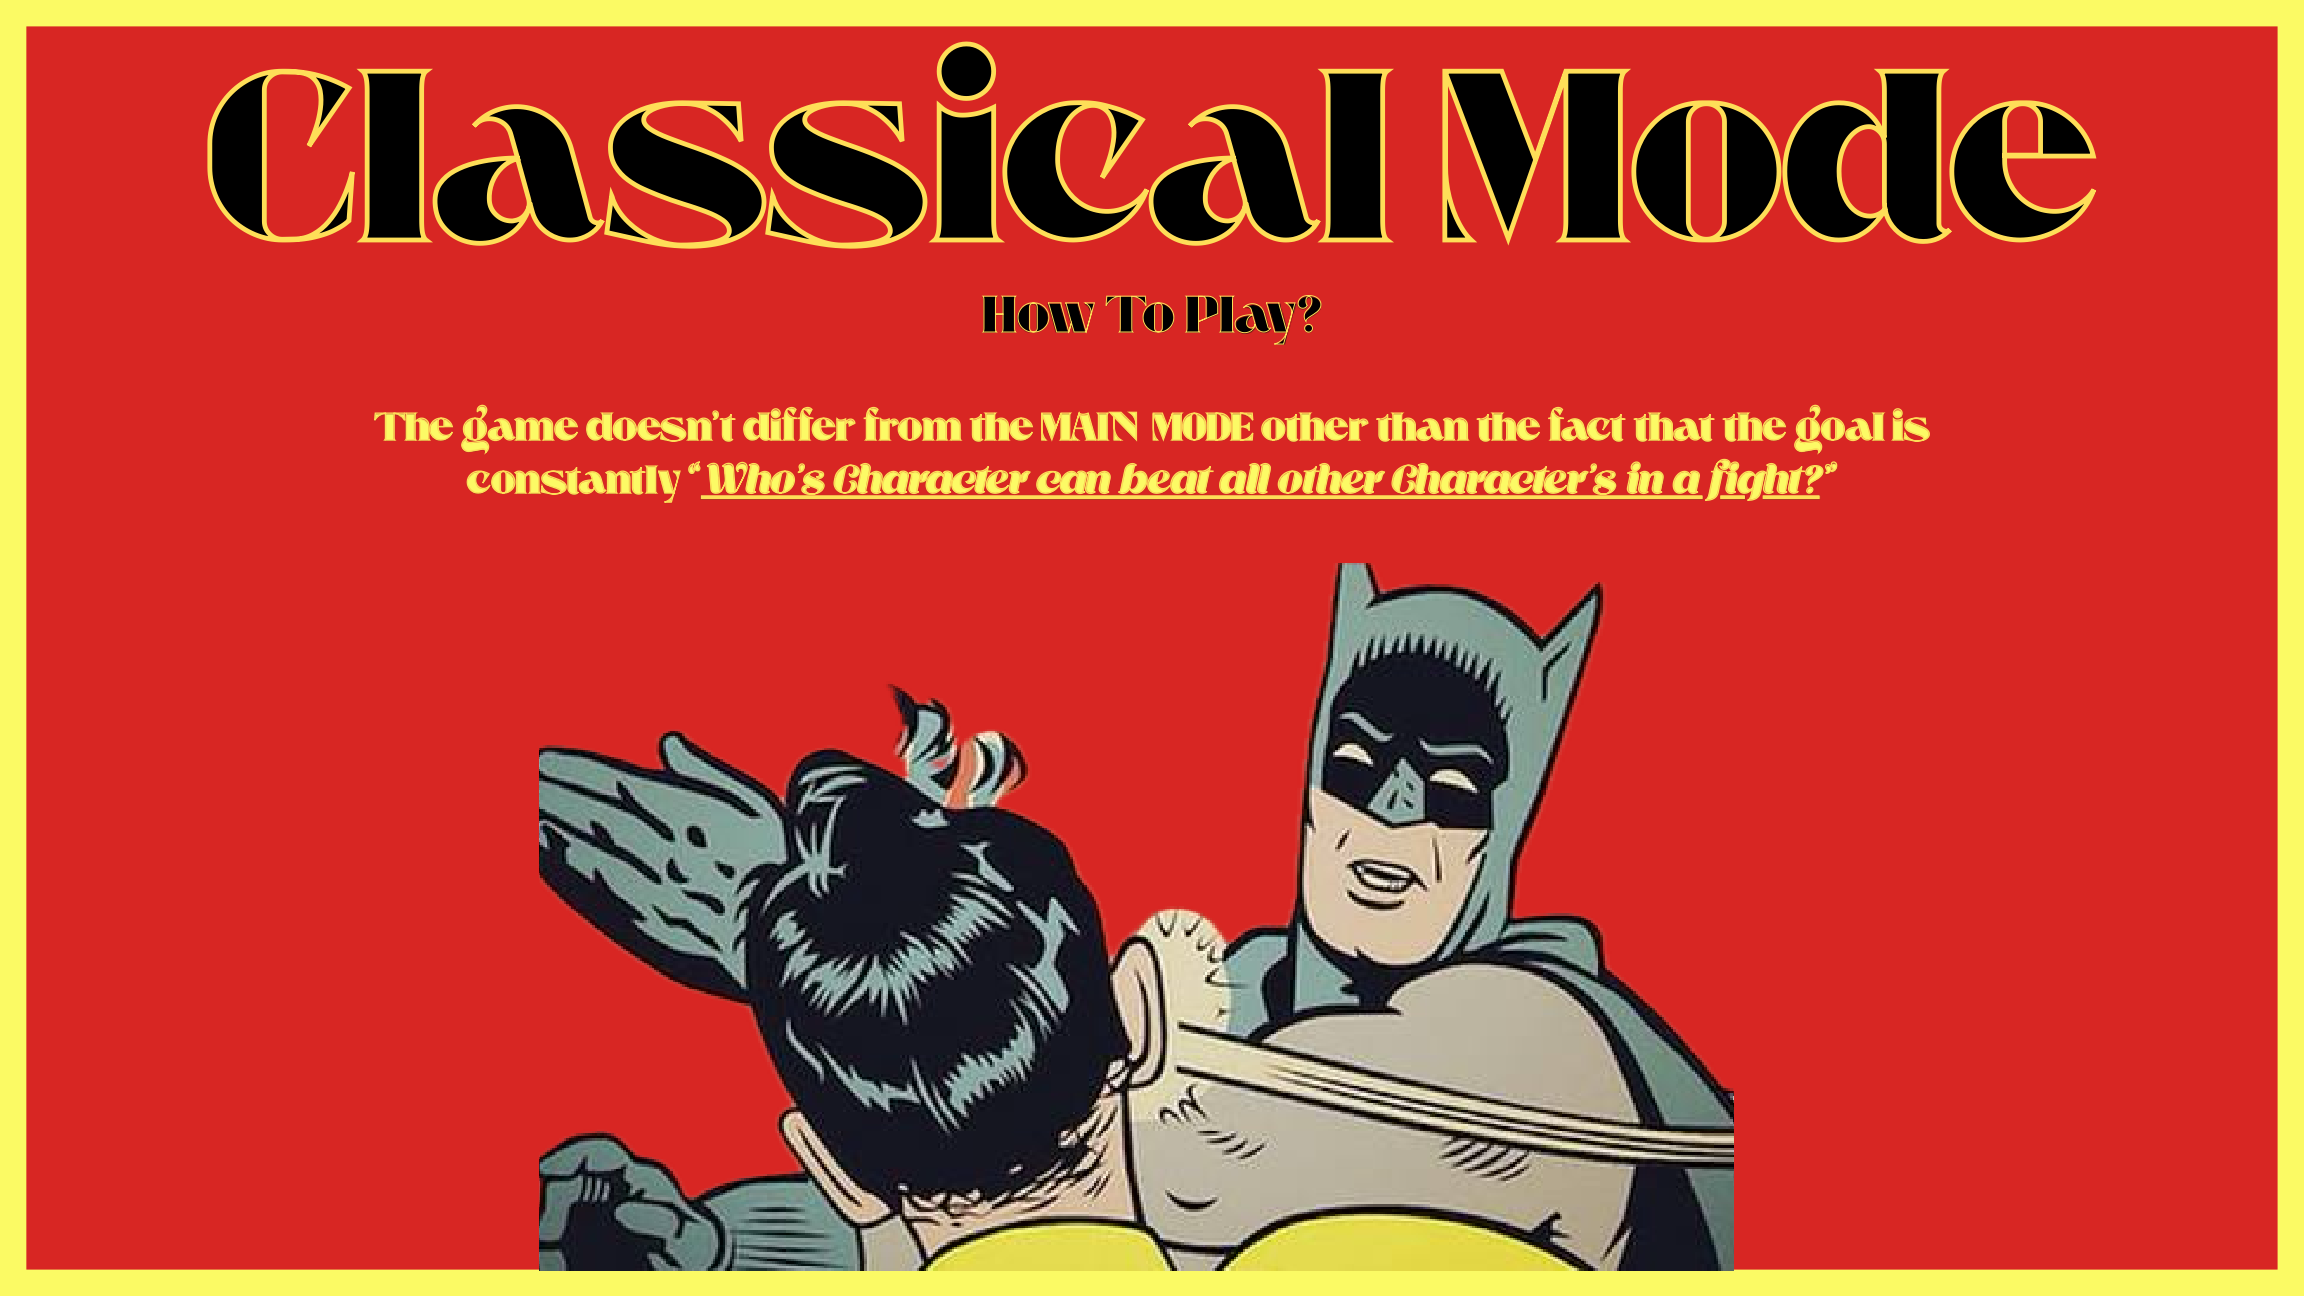 Classical Mode
How To Play?
The game doesn't differ from the MAIN MODE other than the fact that the goal is
constantly “Who's Character can beat all other Character's in a fight?”